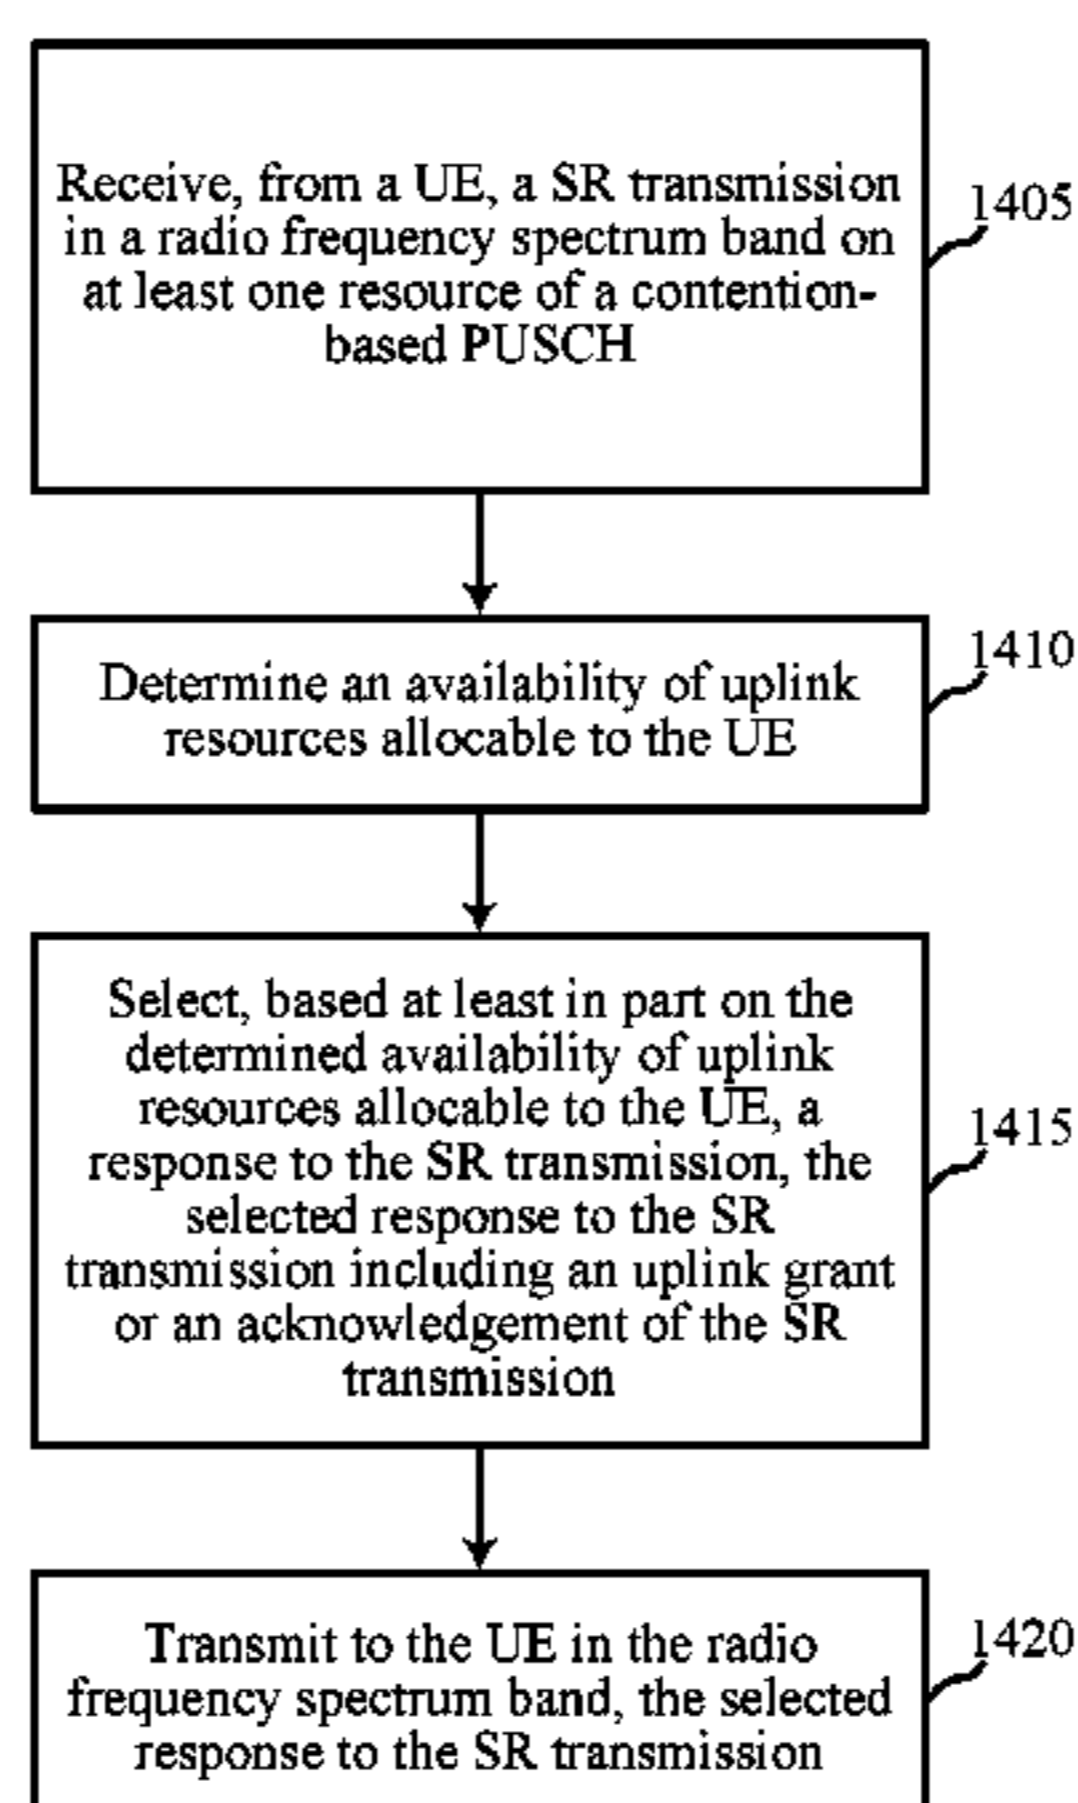 Receive, from a UE, a SR transmission
in a radio frequency spectrum band on
at least one resource of a contention-
based PUSCH
1405
Determine an availability of uplink
resources allocable to the UE
1410
Select, based at least in part on the
determined availability of uplink
resources allocable to the UE, a
response to the SR transmission, the
selected response to the SR
transmission including an uplink grant
or an acknowledgement of the SR
transmission
1415
Transmit to the UE in the radio
frequency spectrum band, the selected
response to the SR transmission
1420